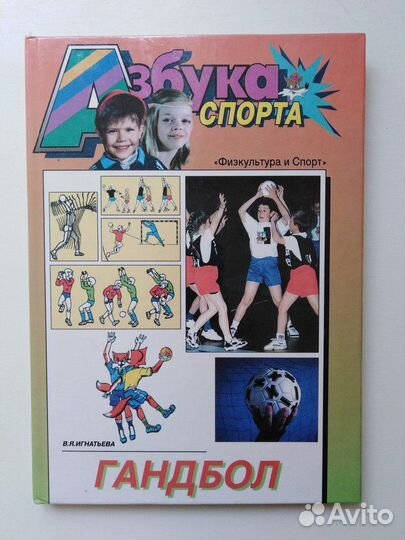 Азбука
СПОРТА
«Физкультура и Спорт»
В.Я.ИГНАТЬЕВА
ГАНДБОЛ
Avito